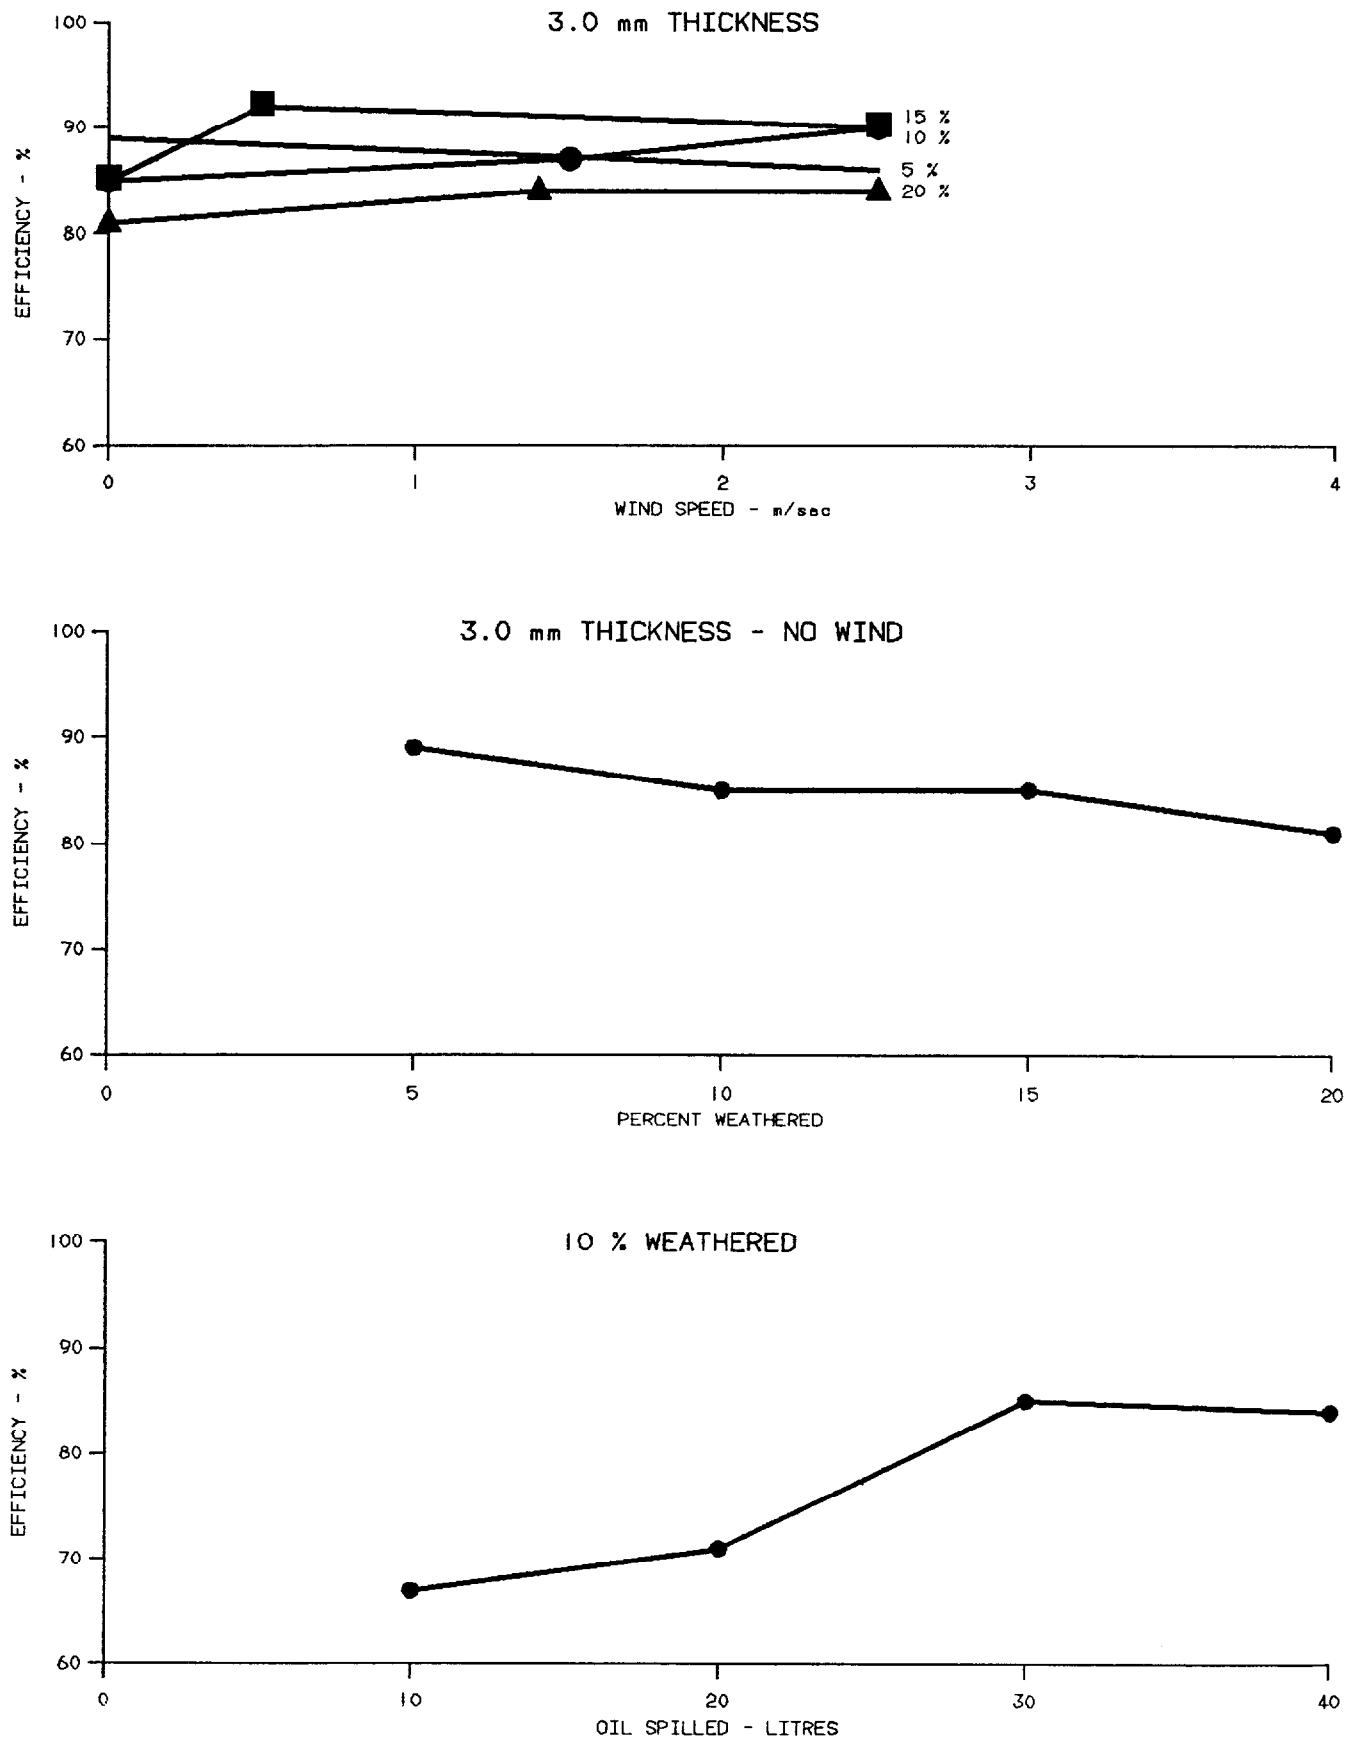 3.0 mm THICKNESS
100
90
80
70
60
EFFICIENCY - %
15 %
10 %
5 %
20 %
0 1 2 3 4
WIND SPEED - m/sec
3.0 mm THICKNESS - NO WIND
100
90
80
70
60
EFFICIENCY - %
0 5 10 15 20
PERCENT WEATHERED
10 % WEATHERED
100
90
80
70
60
EFFICIENCY - %
0 10 20 30 40
OIL SPILLED - LITRES